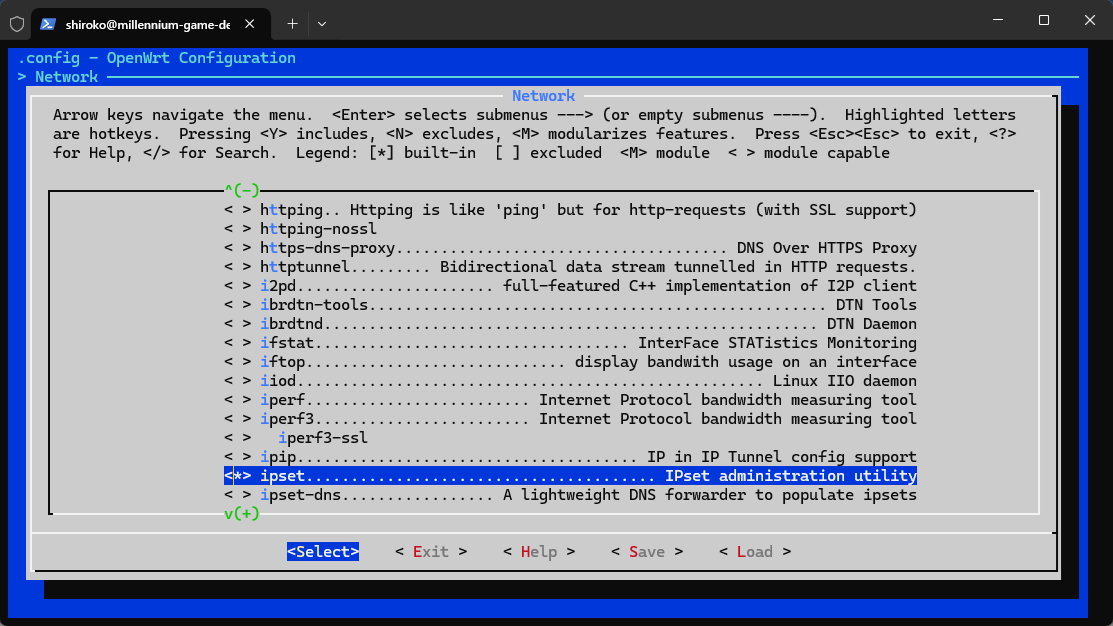 shiroko@millennium-game-de
.config - OpenWrt Configuration
> Network
Network
Arrow keys navigate the menu.  <Enter> selects submenus ---> (or empty submenus ----).  Highlighted letters
are hotkeys.  Pressing <Y> includes, <N> excludes, <M> modularizes features.  Press <Esc><Esc> to exit, <?>
for Help, </> for Search.  Legend: [*] built-in  [ ] excluded  <M> module  < > module capable
^(-)
< > httping.. Httping is like 'ping' but for http-requests (with SSL support)
< > httping-nossl
< > https-dns-proxy..................................... DNS Over HTTPS Proxy
< > httptunnel......... Bidirectional data stream tunnelled in HTTP requests.
< > i2pd...................... full-featured C++ implementation of I2P client
< > ibrdtn-tools................................................... DTN Tools
< > ibrdtnd....................................................... DTN Daemon
< > ifstat................................... InterFace STATistics Monitoring
< > iftop............................. display bandwith usage on an interface
< > iiod.................................................... Linux IIO daemon
< > iperf......................... Internet Protocol bandwidth measuring tool
< > iperf3........................ Internet Protocol bandwidth measuring tool
< >   iperf3-ssl
< > ipip...................................... IP in IP Tunnel config support
<*> ipset....................................... IPset administration utility
< > ipset-dns................. A lightweight DNS forwarder to populate ipsets
v(+)
<Select>    < Exit >    < Help >    < Save >    < Load >